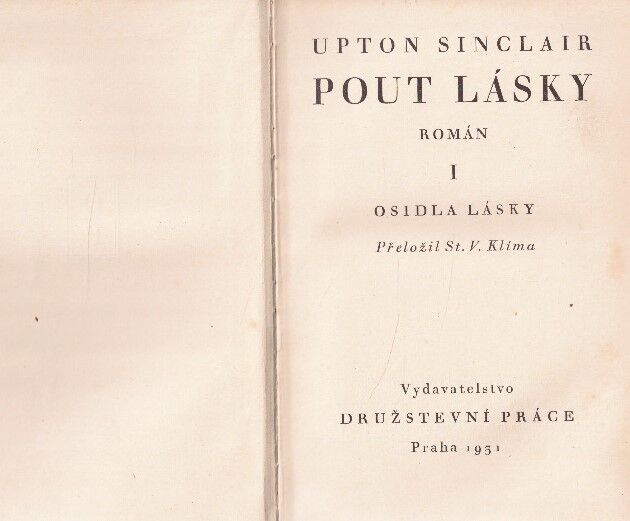 UPTON SINCLAIR
POUT LÁSKY
ROMÁN
I
OSIDLA LÁSKY
Přeložil St. V. Klíma
Vydavatelstvo
DRUŽSTEVNÍ PRÁCE
Praha 1931